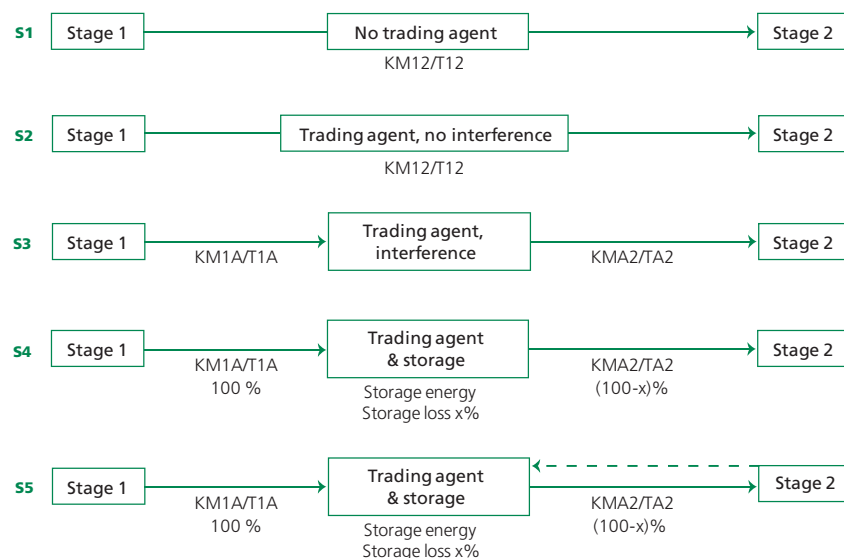 S1 Stage 1 No trading agent Stage 2
KM12/T12
S2 Stage 1 Trading agent, no interference Stage 2
KM12/T12
S3 Stage 1 Trading agent, Stage 2
interference
KM1A/T1A KMA2/TA2
S4 Stage 1 Trading agent Stage 2
& storage
KM1A/T1A KMA2/TA2
100 % (100-x)%
Storage energy
Storage loss x%
S5 Stage 1 Trading agent Stage 2
& storage
KM1A/T1A KMA2/TA2
100 % (100-x)%
Storage energy
Storage loss x%